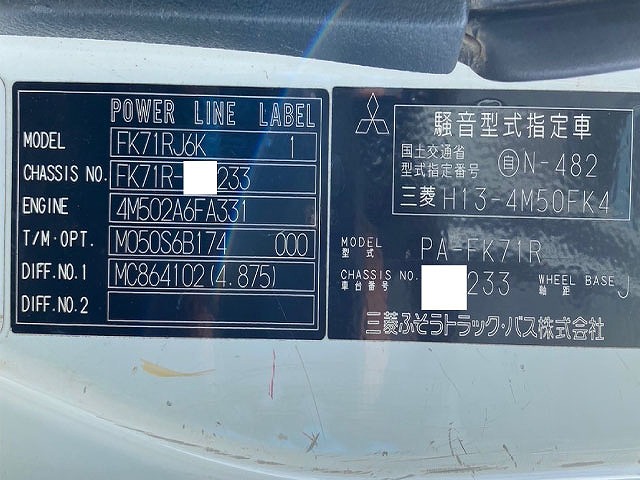 POWER LINE LABEL
MODEL FK71RJ6K 1
CHASSIS NO. FK71R- 233
ENGINE 4M502A6FA331
T/M·OPT. M050S6B174 000
DIFF.NO.1 MC864102(4.875)
DIFF.NO.2
騒音型式指定車
国土交通省
型式指定番号 自N-482
三菱 H13-4M50FK4
MODEL
型式 PA-FK71R
CHASSIS NO.
車台番号 233 WHEEL BASE
軸距 J
三菱ふそうトラック・バス株式会社